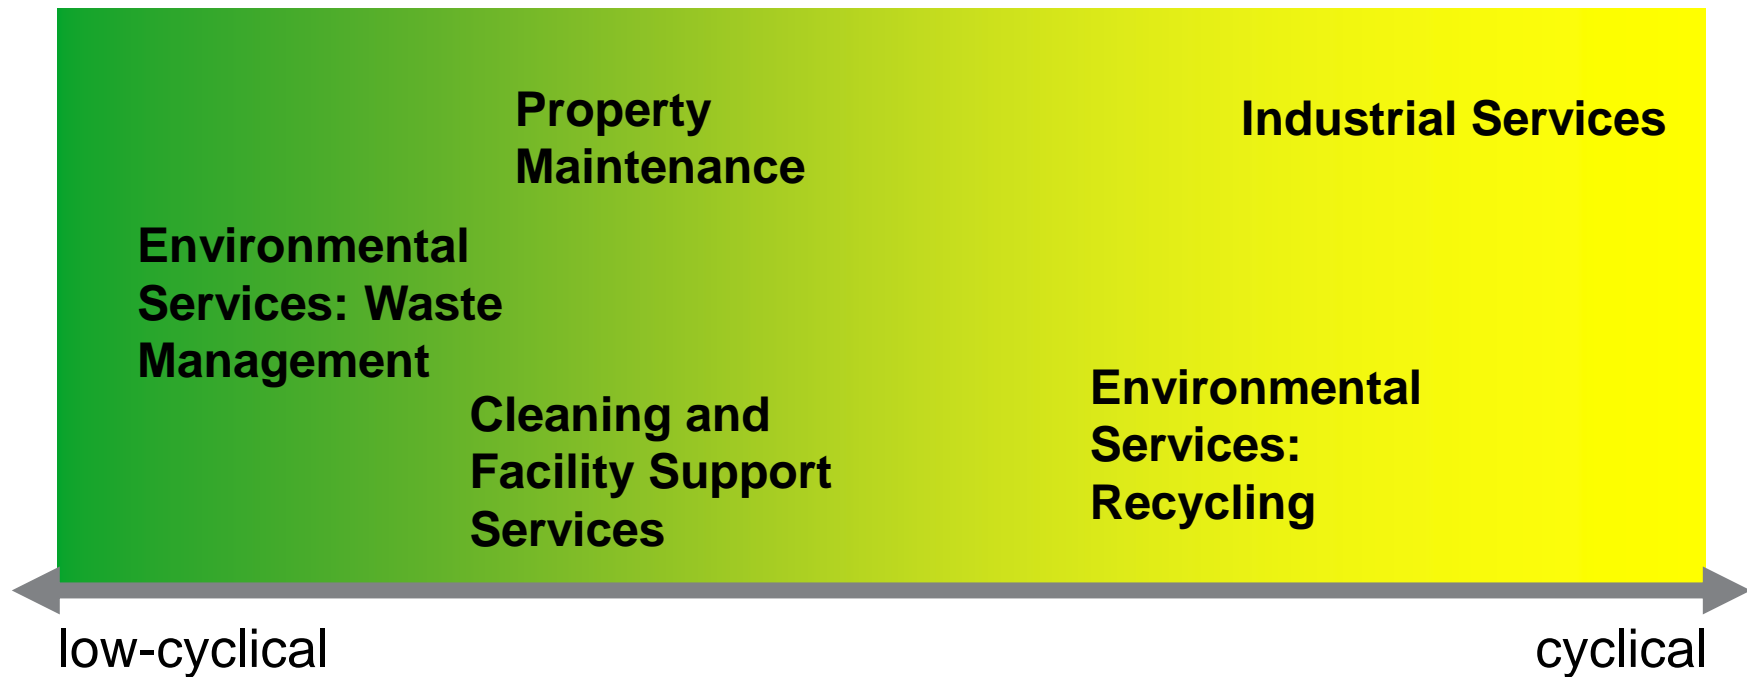 Property
Maintenance
Industrial Services
Environmental
Services: Waste
Management
Cleaning and
Facility Support
Services
Environmental
Services:
Recycling
low-cyclical
cyclical